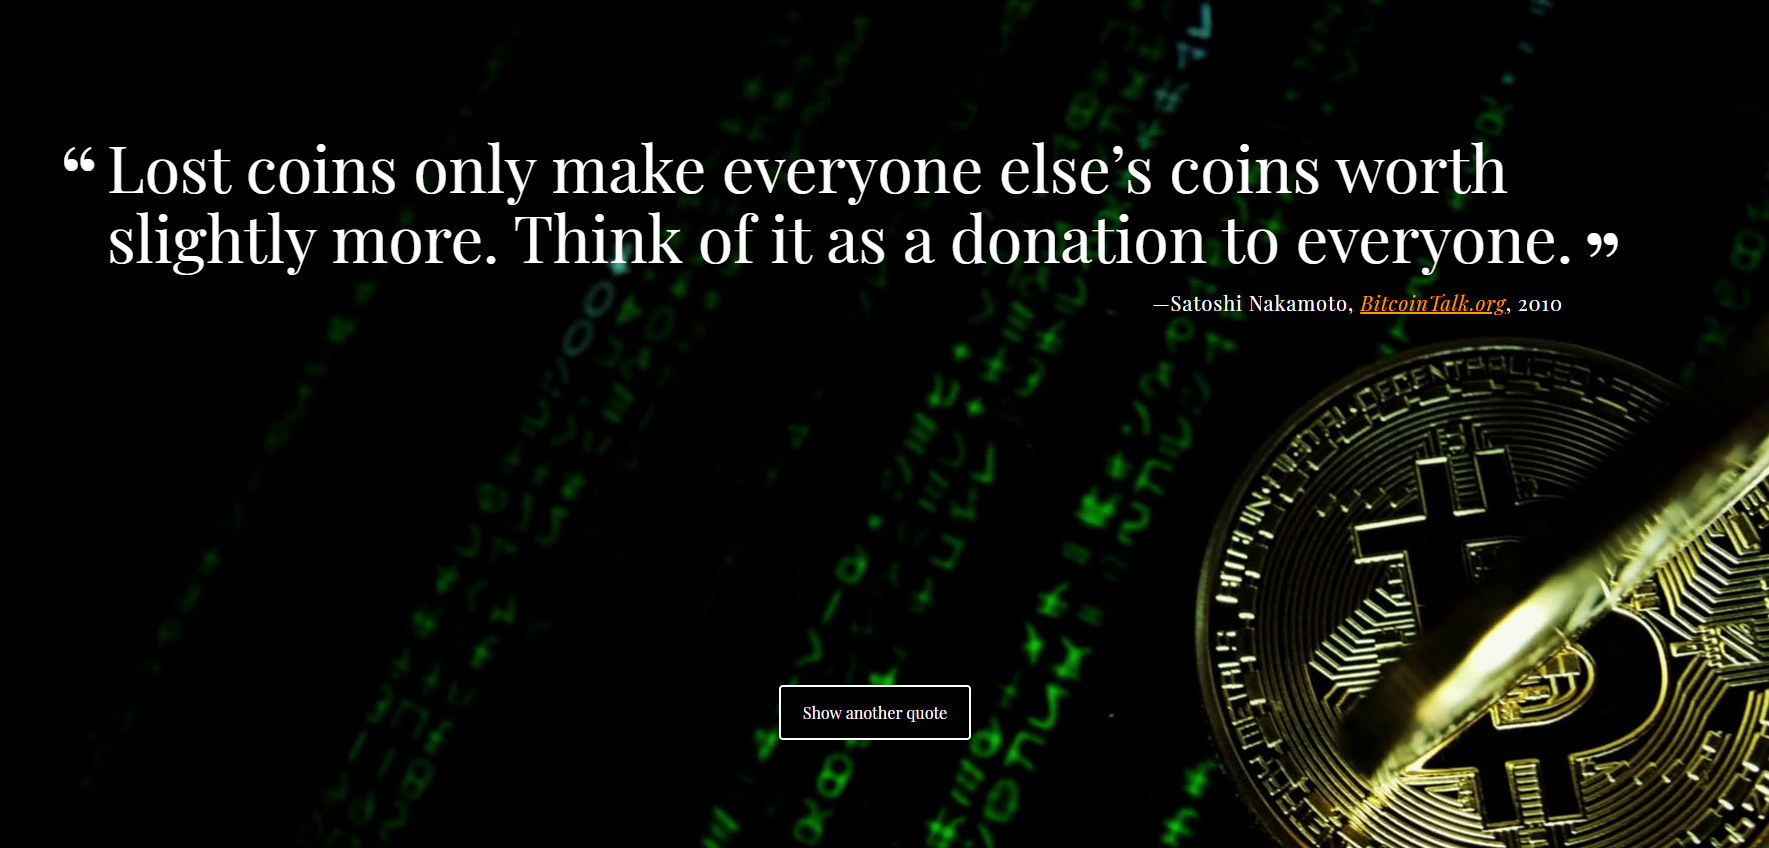 “Lost coins only make everyone else’s coins worth
slightly more. Think of it as a donation to everyone.”
—Satoshi Nakamoto, BitcoinTalk.org, 2010
DECENTRALIZED
Show another quote